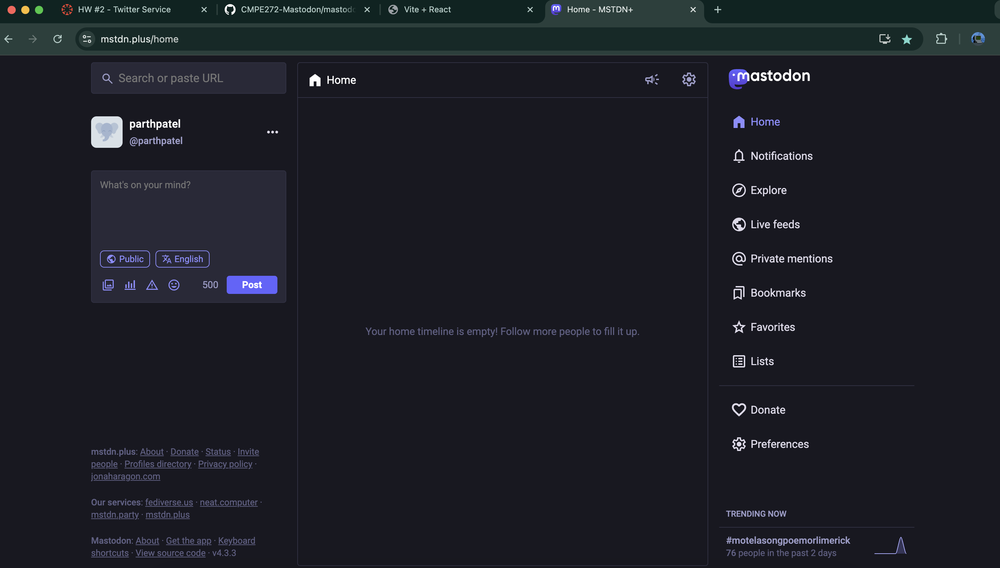 HW #2 - Twitter Service
CMPE272-Mastodon/mastodo
Vite + React
Home - MSTDN+
mstdn.plus/home
Search or paste URL
parthpatel
@parthpatel
What's on your mind?
Public
English
500
Post
mstdn.plus: About · Donate · Status · Invite
people · Profiles directory · Privacy policy ·
jonaharagon.com
Our services: fediverse.us · neat.computer ·
mstdn.party · mstdn.plus
Mastodon: About · Get the app · Keyboard
shortcuts · View source code · v4.3.3
Home
Your home timeline is empty! Follow more people to fill it up.
mastodon
Home
Notifications
Explore
Live feeds
Private mentions
Bookmarks
Favorites
Lists
Donate
Preferences
TRENDING NOW
#motelasongpoemorlimerick
76 people in the past 2 days